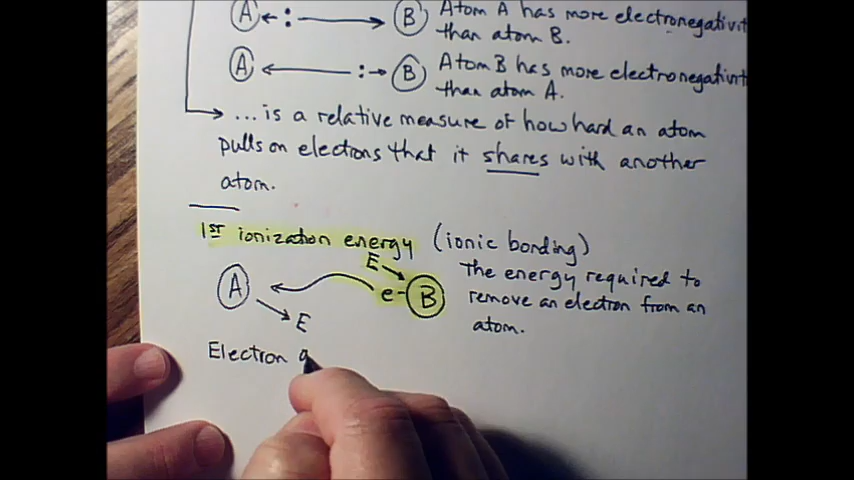 A ← : → B Atom A has more electronegativit
than atom B.
A ← : → B Atom B has more electronegativit
than atom A.
... is a relative measure of how hard an atom
pulls on electrons that it shares with another
atom.
1st ionization energy (ionic bonding)
E
The energy required to
A e- B
remove an electron from an
E
atom.
Electron a